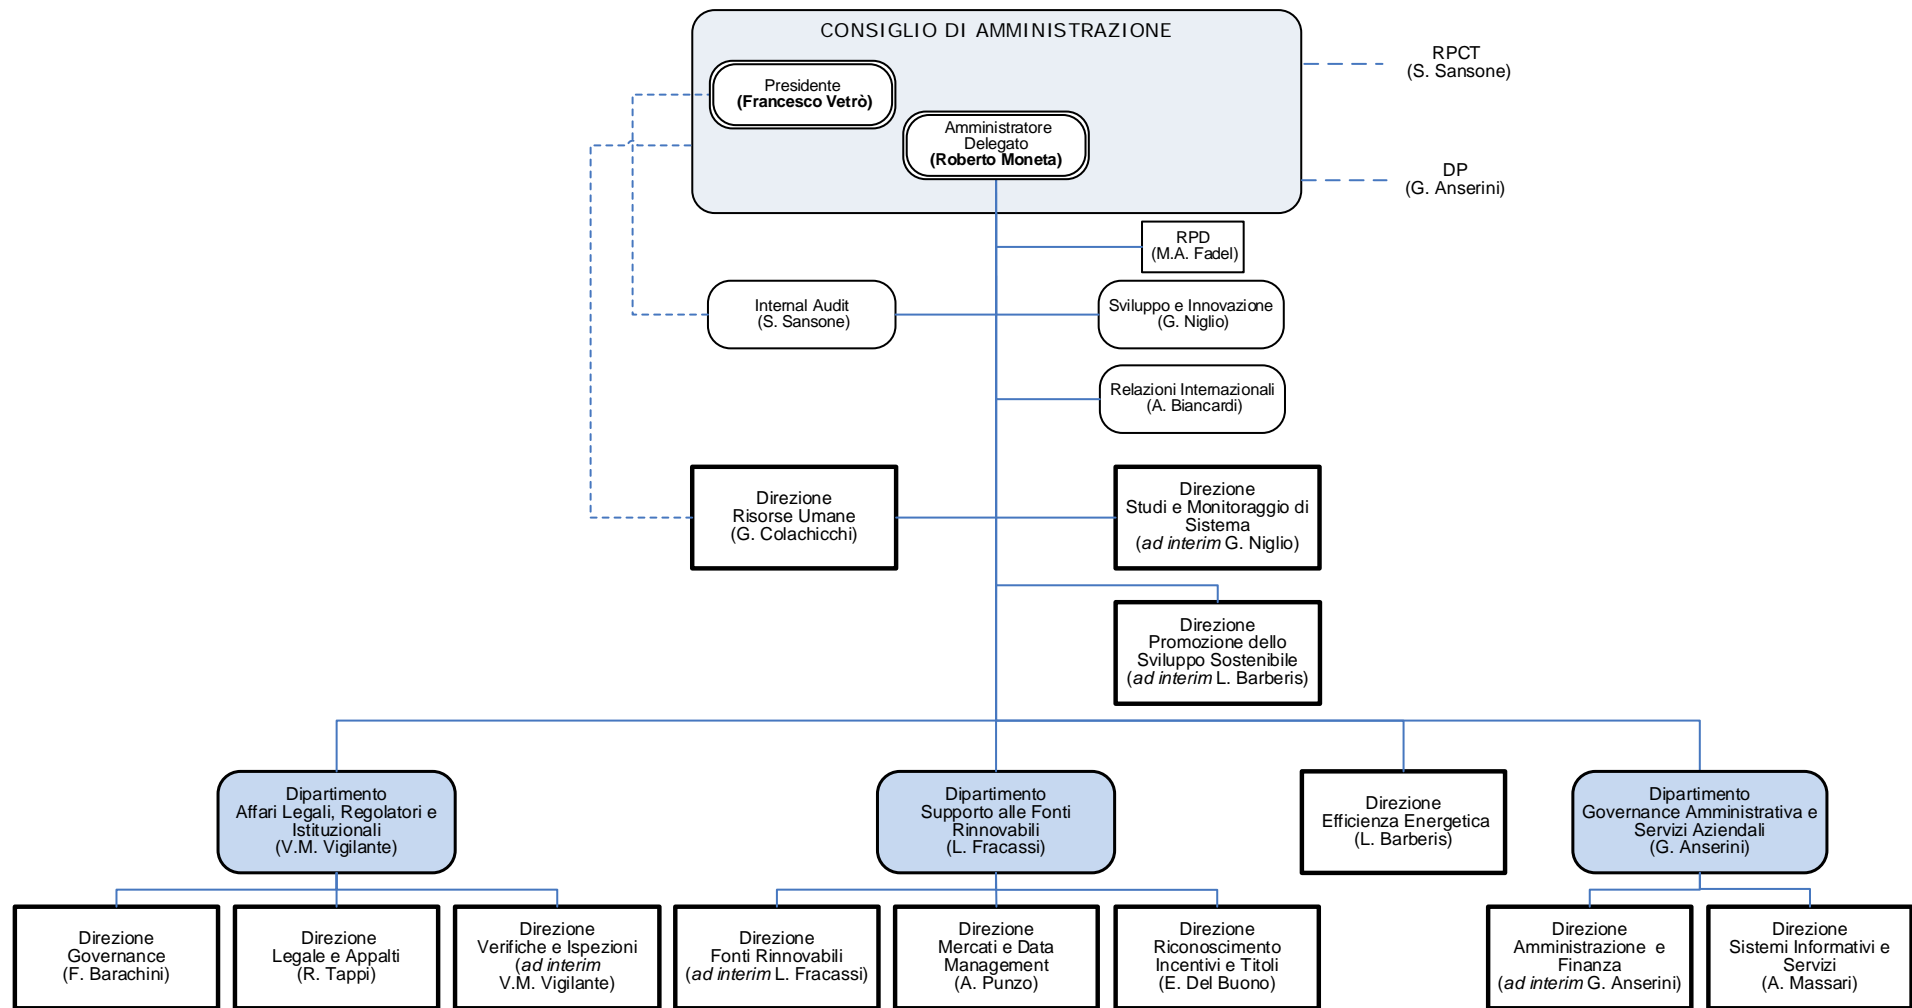 CONSIGLIO DI AMMINISTRAZIONE
Presidente
(Francesco Vetrò)
Amministratore
Delegato
(Roberto Moneta)
RPCT
(S. Sansone)
DP
(G. Anserini)
RPD
(M.A. Fadel)
Internal Audit
(S. Sansone)
Sviluppo e Innovazione
(G. Niglio)
Relazioni Internazionali
(A. Biancardi)
Direzione
Risorse Umane
(G. Colachicchi)
Direzione
Studi e Monitoraggio di
Sistema
(ad interim G. Niglio)
Direzione
Promozione dello
Sviluppo Sostenibile
(ad interim L. Barberis)
Dipartimento
Affari Legali, Regolatori e
Istituzionali
(V.M. Vigilante)
Dipartimento
Supporto alle Fonti
Rinnovabili
(L. Fracassi)
Direzione
Efficienza Energetica
(L. Barberis)
Dipartimento
Governance Amministrativa e
Servizi Aziendali
(G. Anserini)
Direzione
Governance
(F. Barachini)
Direzione
Legale e Appalti
(R. Tappi)
Direzione
Verifiche e Ispezioni
(ad interim
V.M. Vigilante)
Direzione
Fonti Rinnovabili
(ad interim L. Fracassi)
Direzione
Mercati e Data
Management
(A. Punzo)
Direzione
Riconoscimento
Incentivi e Titoli
(E. Del Buono)
Direzione
Amministrazione e
Finanza
(ad interim G. Anserini)
Direzione
Sistemi Informativi e
Servizi
(A. Massari)